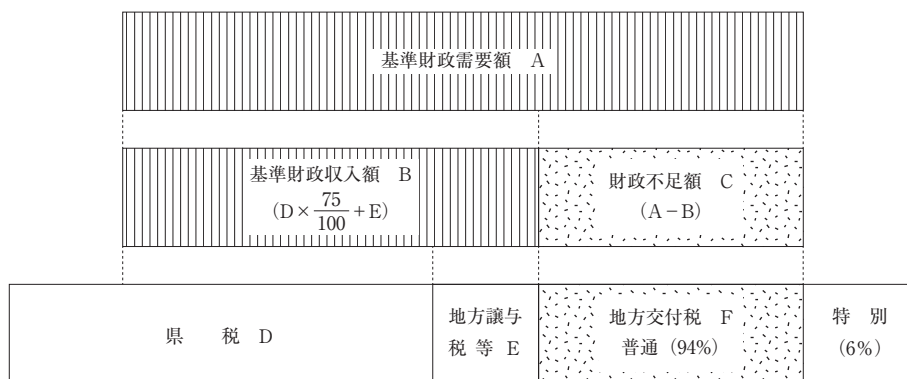 基準財政需要額 A
基準財政収入額 B
(D×75/100+E)
財政不足額 C
(A－B)
県 税 D
地方譲与
税 等 E
地方交付税 F
普通 (94%)
特 別
(6%)